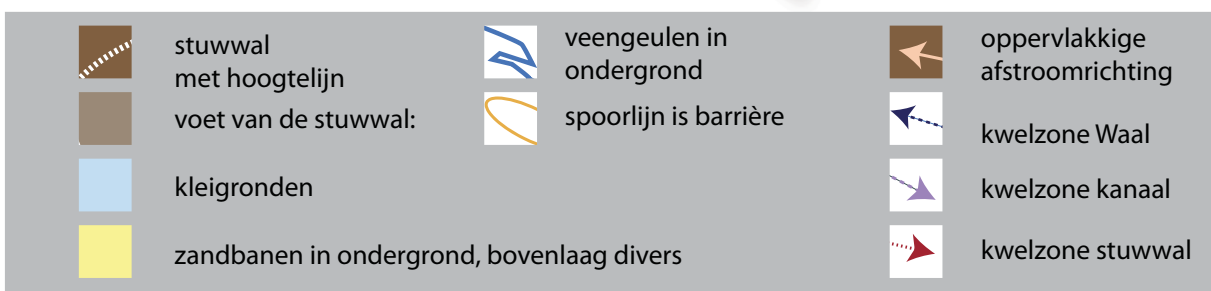 stuwwal
met hoogtelijn
voet van de stuwwal:
kleigronden
zandbanen in ondergrond, bovenlaag divers
veengeulen in
ondergrond
spoorlijn is barrière
oppervlakkige
afstroomrichting
kwelzone Waal
kwelzone kanaal
kwelzone stuwwal